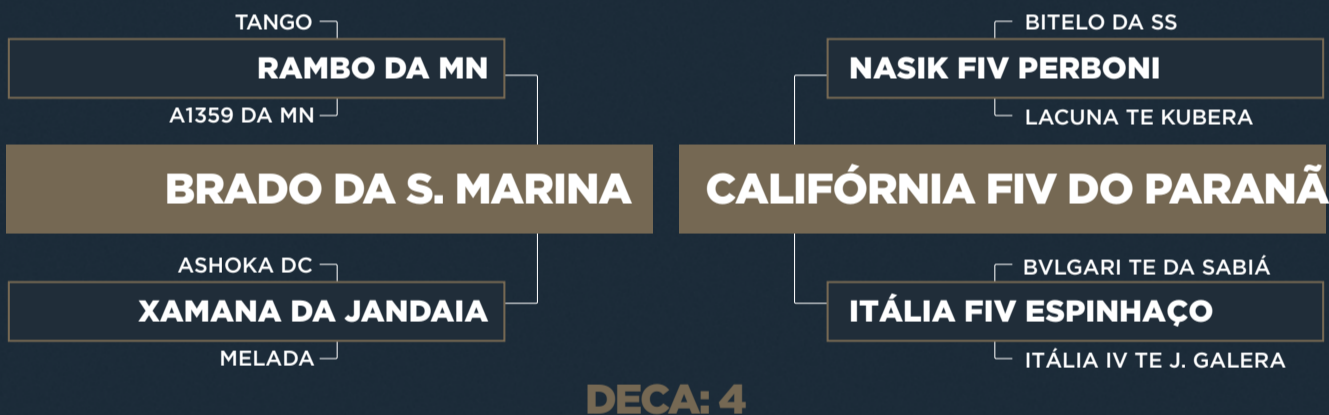 TANGO
RAMBO DA MN
A1359 DA MN
BRADO DA S. MARINA
ASHOKA DC
XAMANA DA JANDAIA
MELADA
BITELO DA SS
NASIK FIV PERBONI
LACUNA TE KUBERA
CALIFÓRNIA FIV DO PARANÃ
BVLGARI TE DA SABIÁ
ITÁLIA FIV ESPINHAÇO
ITÁLIA IV TE J. GALERA
DECA: 4